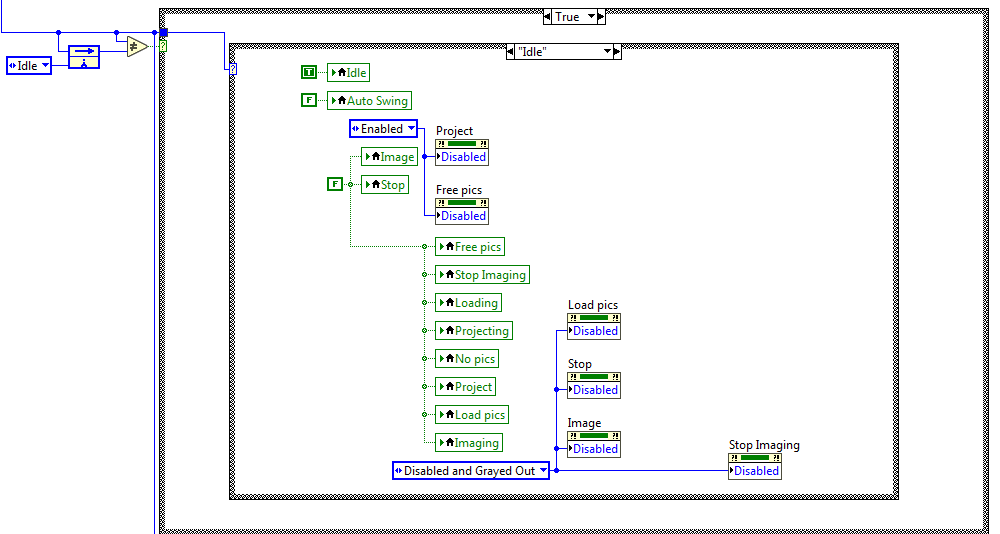 True
"Idle"
Idle
T
Idle
F
Auto Swing
Enabled
Project
?! ?!
Disabled
Image
F
Stop
Free pics
?! ?!
Disabled
Free pics
Stop Imaging
Loading
Projecting
No pics
Project
Load pics
Imaging
Load pics
?! ?!
Disabled
Stop
?! ?!
Disabled
Image
?! ?!
Disabled
Stop Imaging
?! ?!
Disabled
Disabled and Grayed Out
?
?
≠